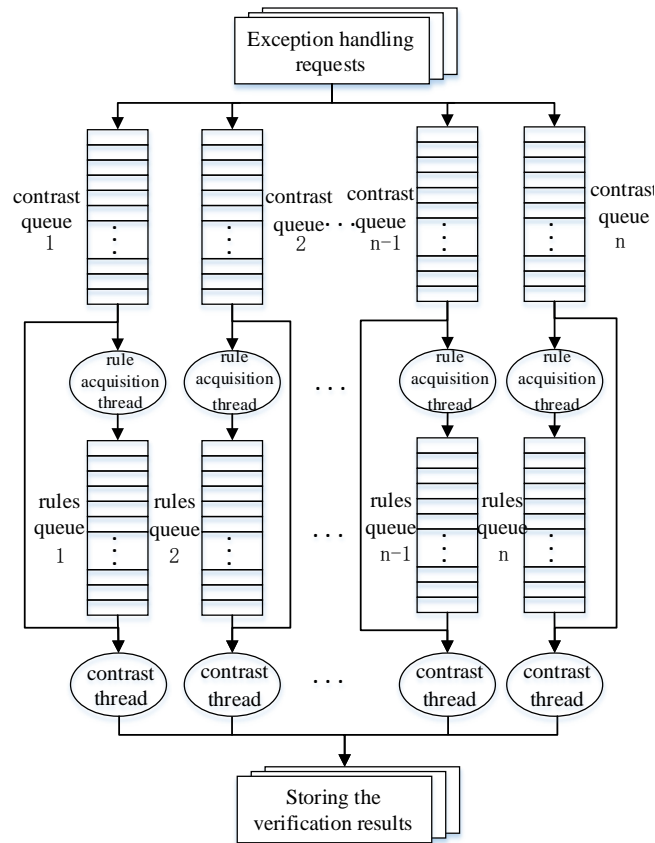 Exception handling
requests
contrast
queue
1
contrast
queue
2
···
contrast
queue
n-1
contrast
queue
n
rule
acquisition
thread
rule
acquisition
thread
···
rule
acquisition
thread
rule
acquisition
thread
rules
queue
1
rules
queue
2
···
rules
queue
n-1
rules
queue
n
contrast
thread
contrast
thread
···
contrast
thread
contrast
thread
Storing the
verification results